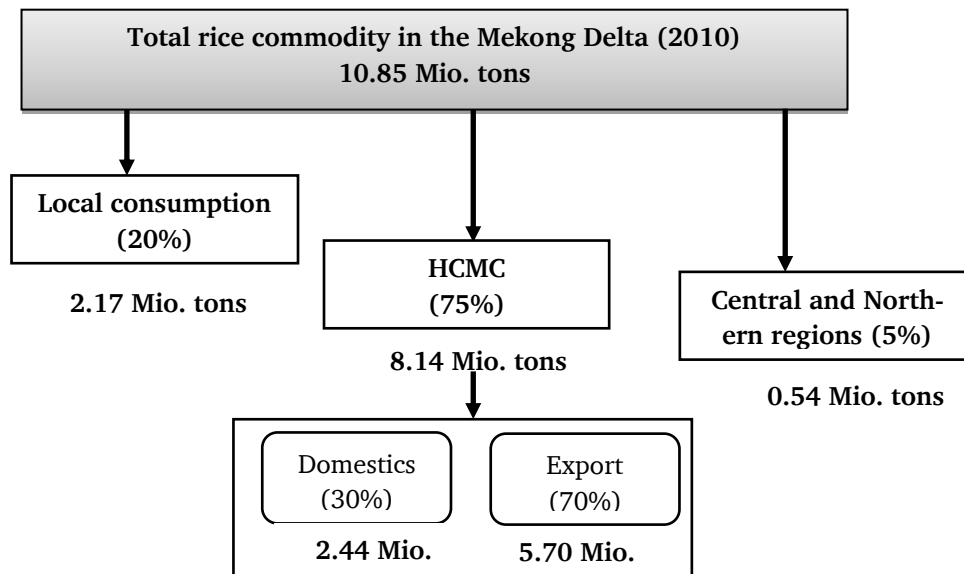 Total rice commodity in the Mekong Delta (2010)
10.85 Mio. tons
Local consumption
(20%)
2.17 Mio. tons
HCMC
(75%)
8.14 Mio. tons
Central and North-
ern regions (5%)
0.54 Mio. tons
Domestics
(30%)
2.44 Mio.
Export
(70%)
5.70 Mio.